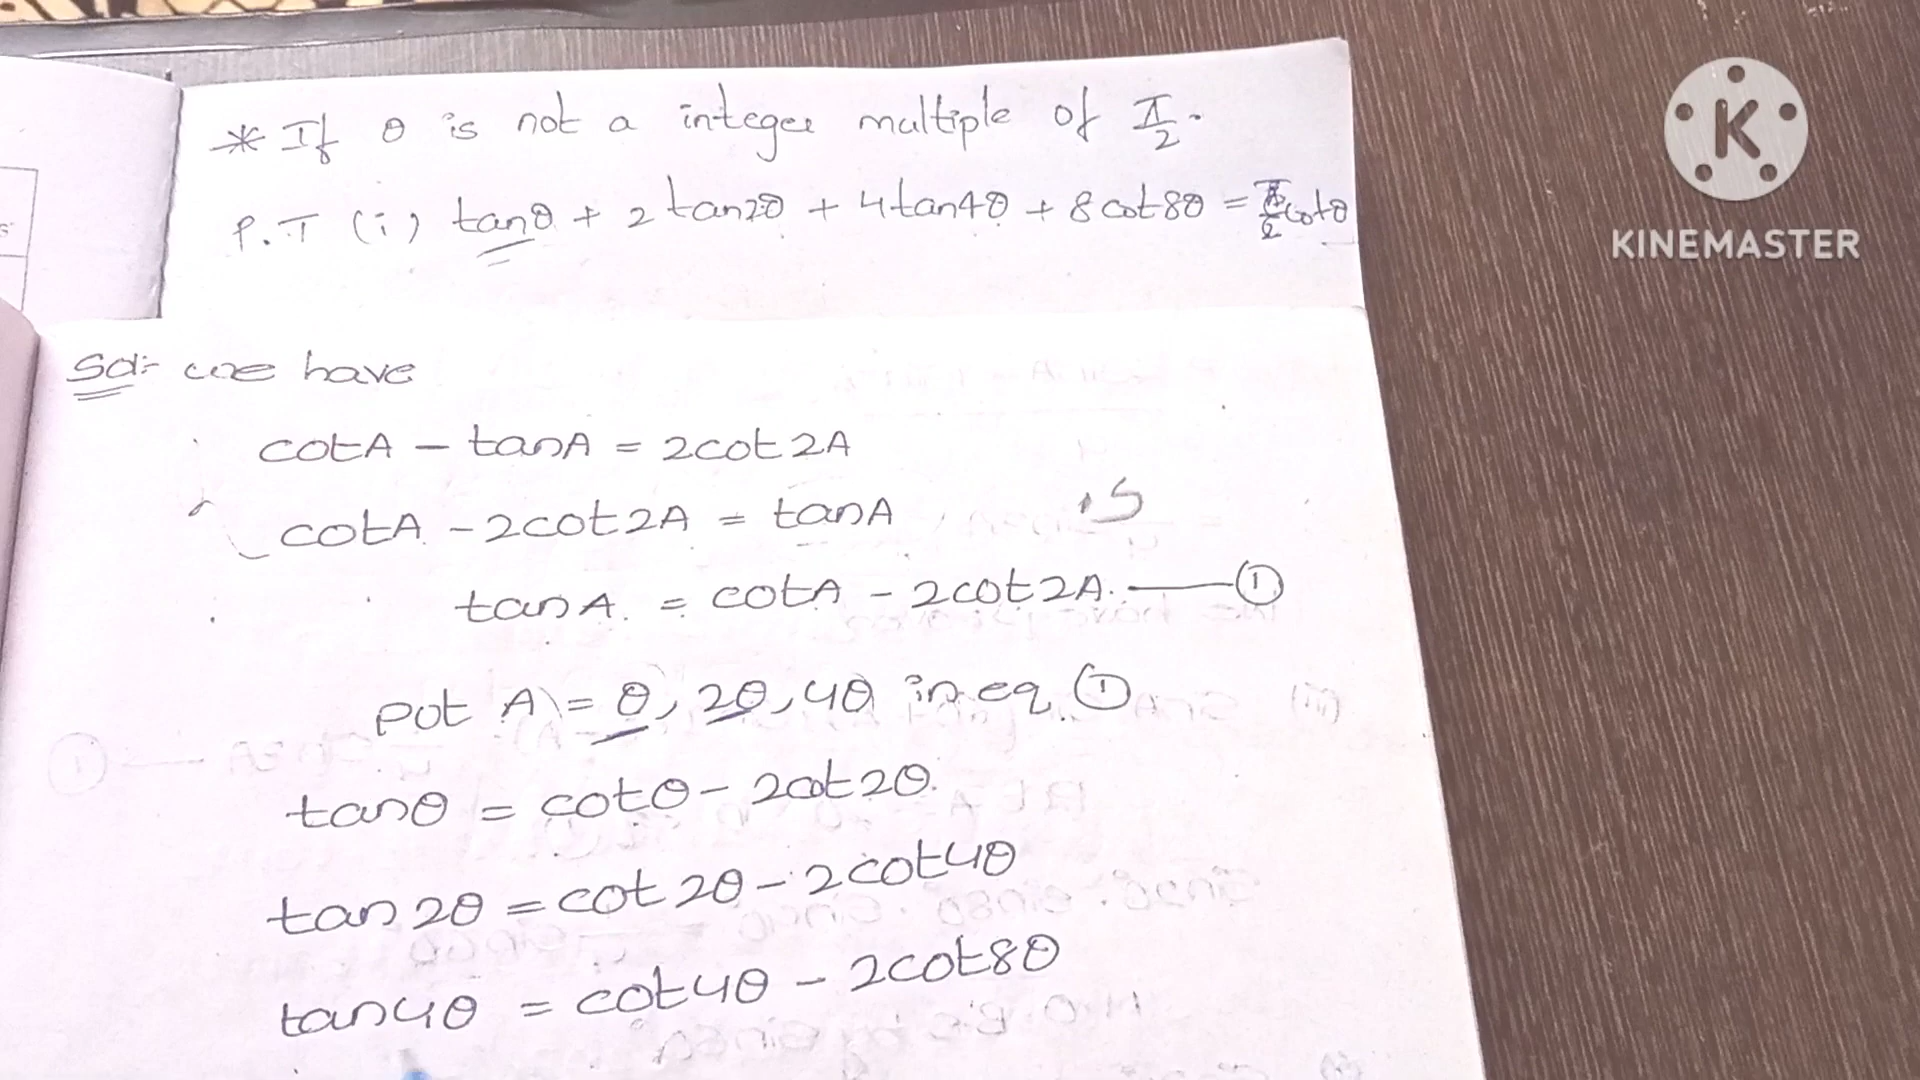 * If θ is not a integer multiple of π/2.
P.T (i) tanθ + 2 tan2θ + 4tan4θ + 8cot8θ = cotθ
Sol:- we have
cotA - tanA = 2cot2A
cotA - 2cot2A = tanA
tanA = cotA - 2cot2A. ——①
put A = θ, 2θ, 4θ in eq ①
tanθ = cotθ - 2cot2θ.
tan2θ = cot2θ - 2cot4θ
tan4θ = cot4θ - 2cot8θ
K
KINEMASTER